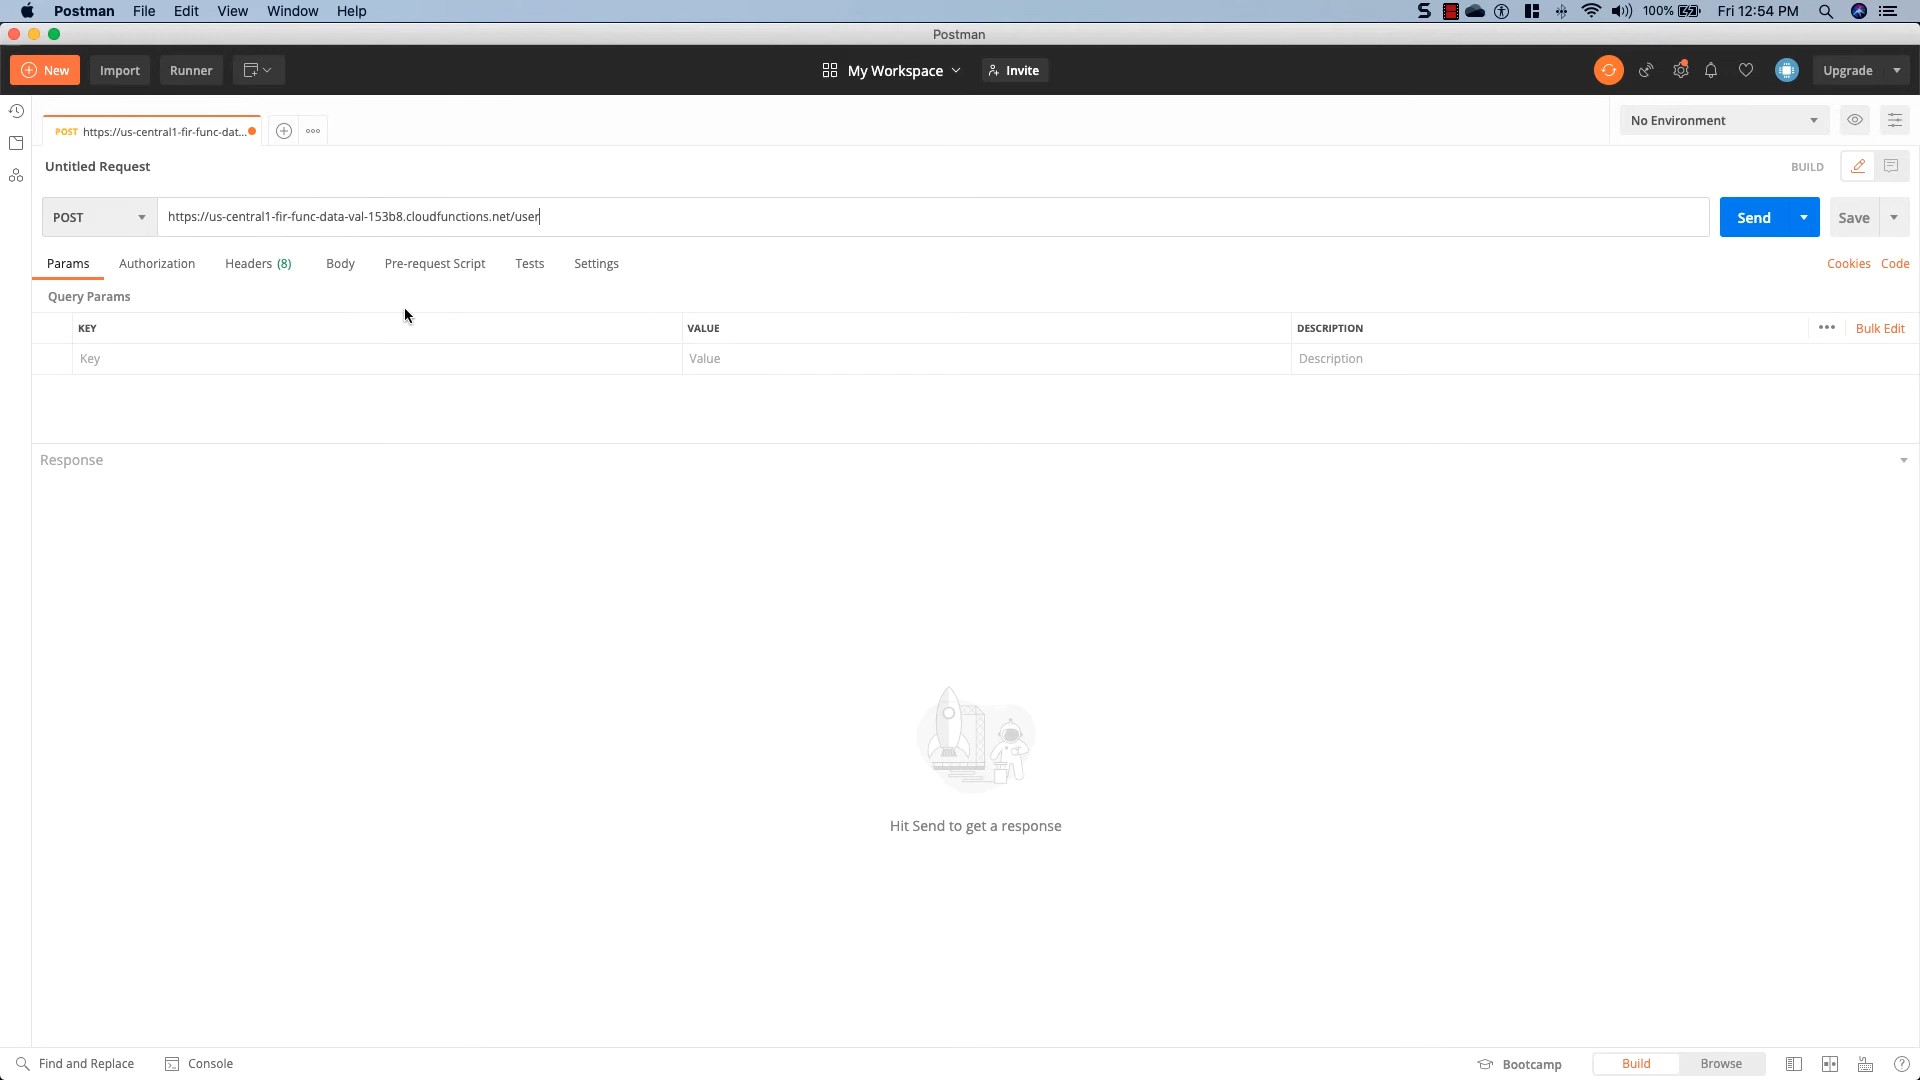 Postman File Edit View Window Help 100% Fri 12:54 PM
Postman
New Import Runner My Workspace Invite Upgrade
POST https://us-central1-fir-func-dat... No Environment
Untitled Request BUILD
POST https://us-central1-fir-func-data-val-153b8.cloudfunctions.net/user Send Save
Params Authorization Headers (8) Body Pre-request Script Tests Settings Cookies Code
Query Params
KEY VALUE DESCRIPTION Bulk Edit
Key Value Description
Response
Hit Send to get a response
Find and Replace Console Bootcamp Build Browse